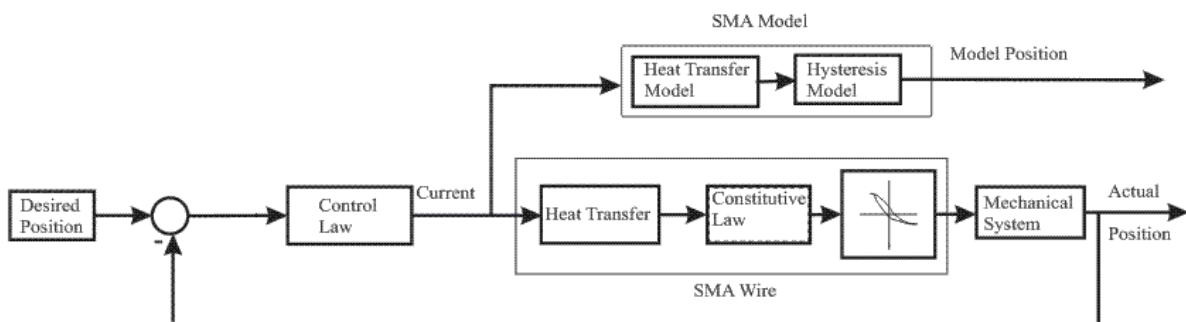 SMA Model
Heat Transfer
Model
Hysteresis
Model
Model Position
Desired
Position
-
Control
Law
Current
Heat Transfer
Constitutive
Law
Mechanical
System
Actual
Position
SMA Wire